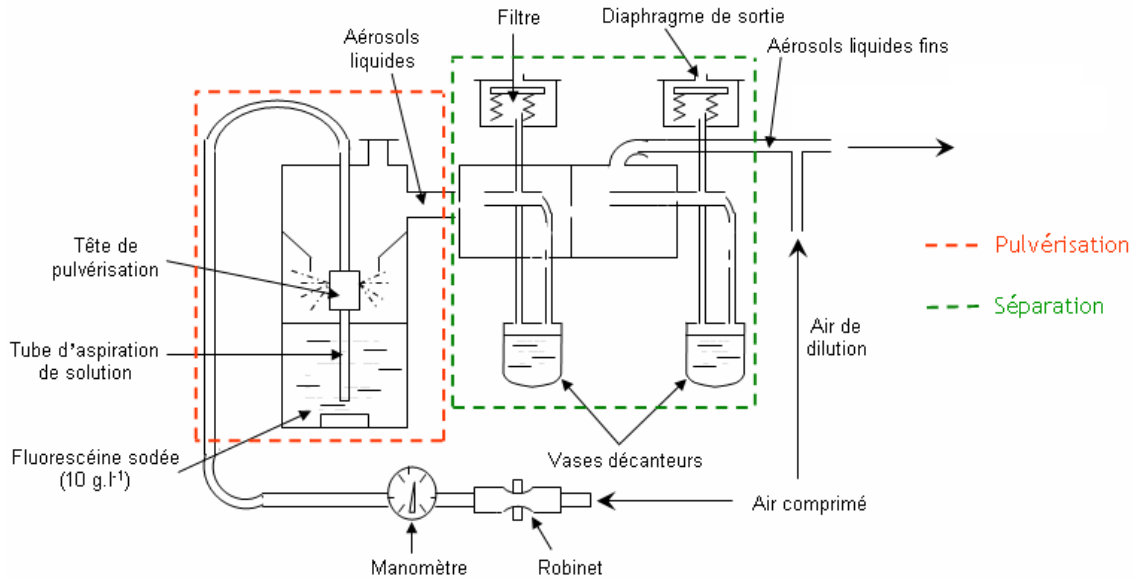 Filtre
Diaphragme de sortie
Aérosols
liquides
Aérosols liquides fins
Tête de
pulvérisation
Pulvérisation
Séparation
Air de
dilution
Tube d'aspiration
de solution
Fluorescéine sodée
(10 g.l-1)
Vases décanteurs
Air comprimé
Manomètre
Robinet